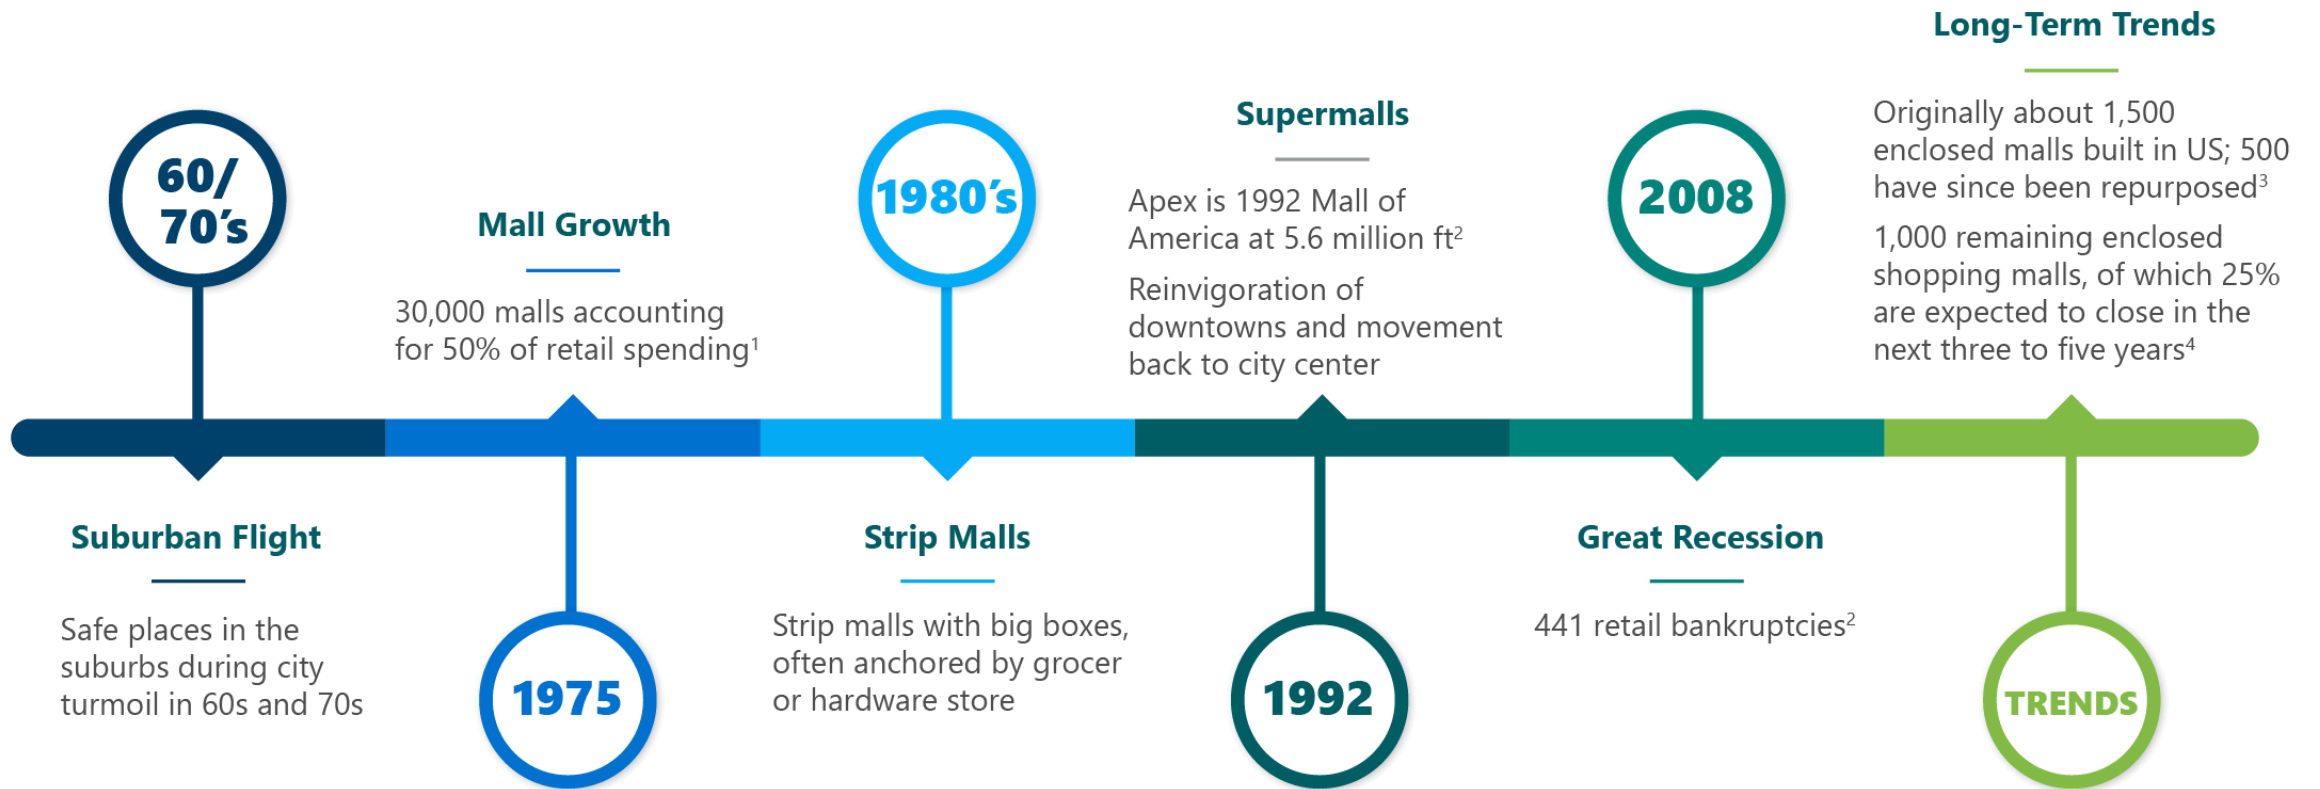 60/
70's
Suburban Flight
Safe places in the
suburbs during city
turmoil in 60s and 70s
Mall Growth
30,000 malls accounting
for 50% of retail spending¹
1975
1980's
Strip Malls
Strip malls with big boxes,
often anchored by grocer
or hardware store
Supermalls
Apex is 1992 Mall of
America at 5.6 million ft²
Reinvigoration of
downtowns and movement
back to city center
1992
2008
Great Recession
441 retail bankruptcies²
Long-Term Trends
Originally about 1,500
enclosed malls built in US; 500
have since been repurposed³
1,000 remaining enclosed
shopping malls, of which 25%
are expected to close in the
next three to five years⁴
TRENDS